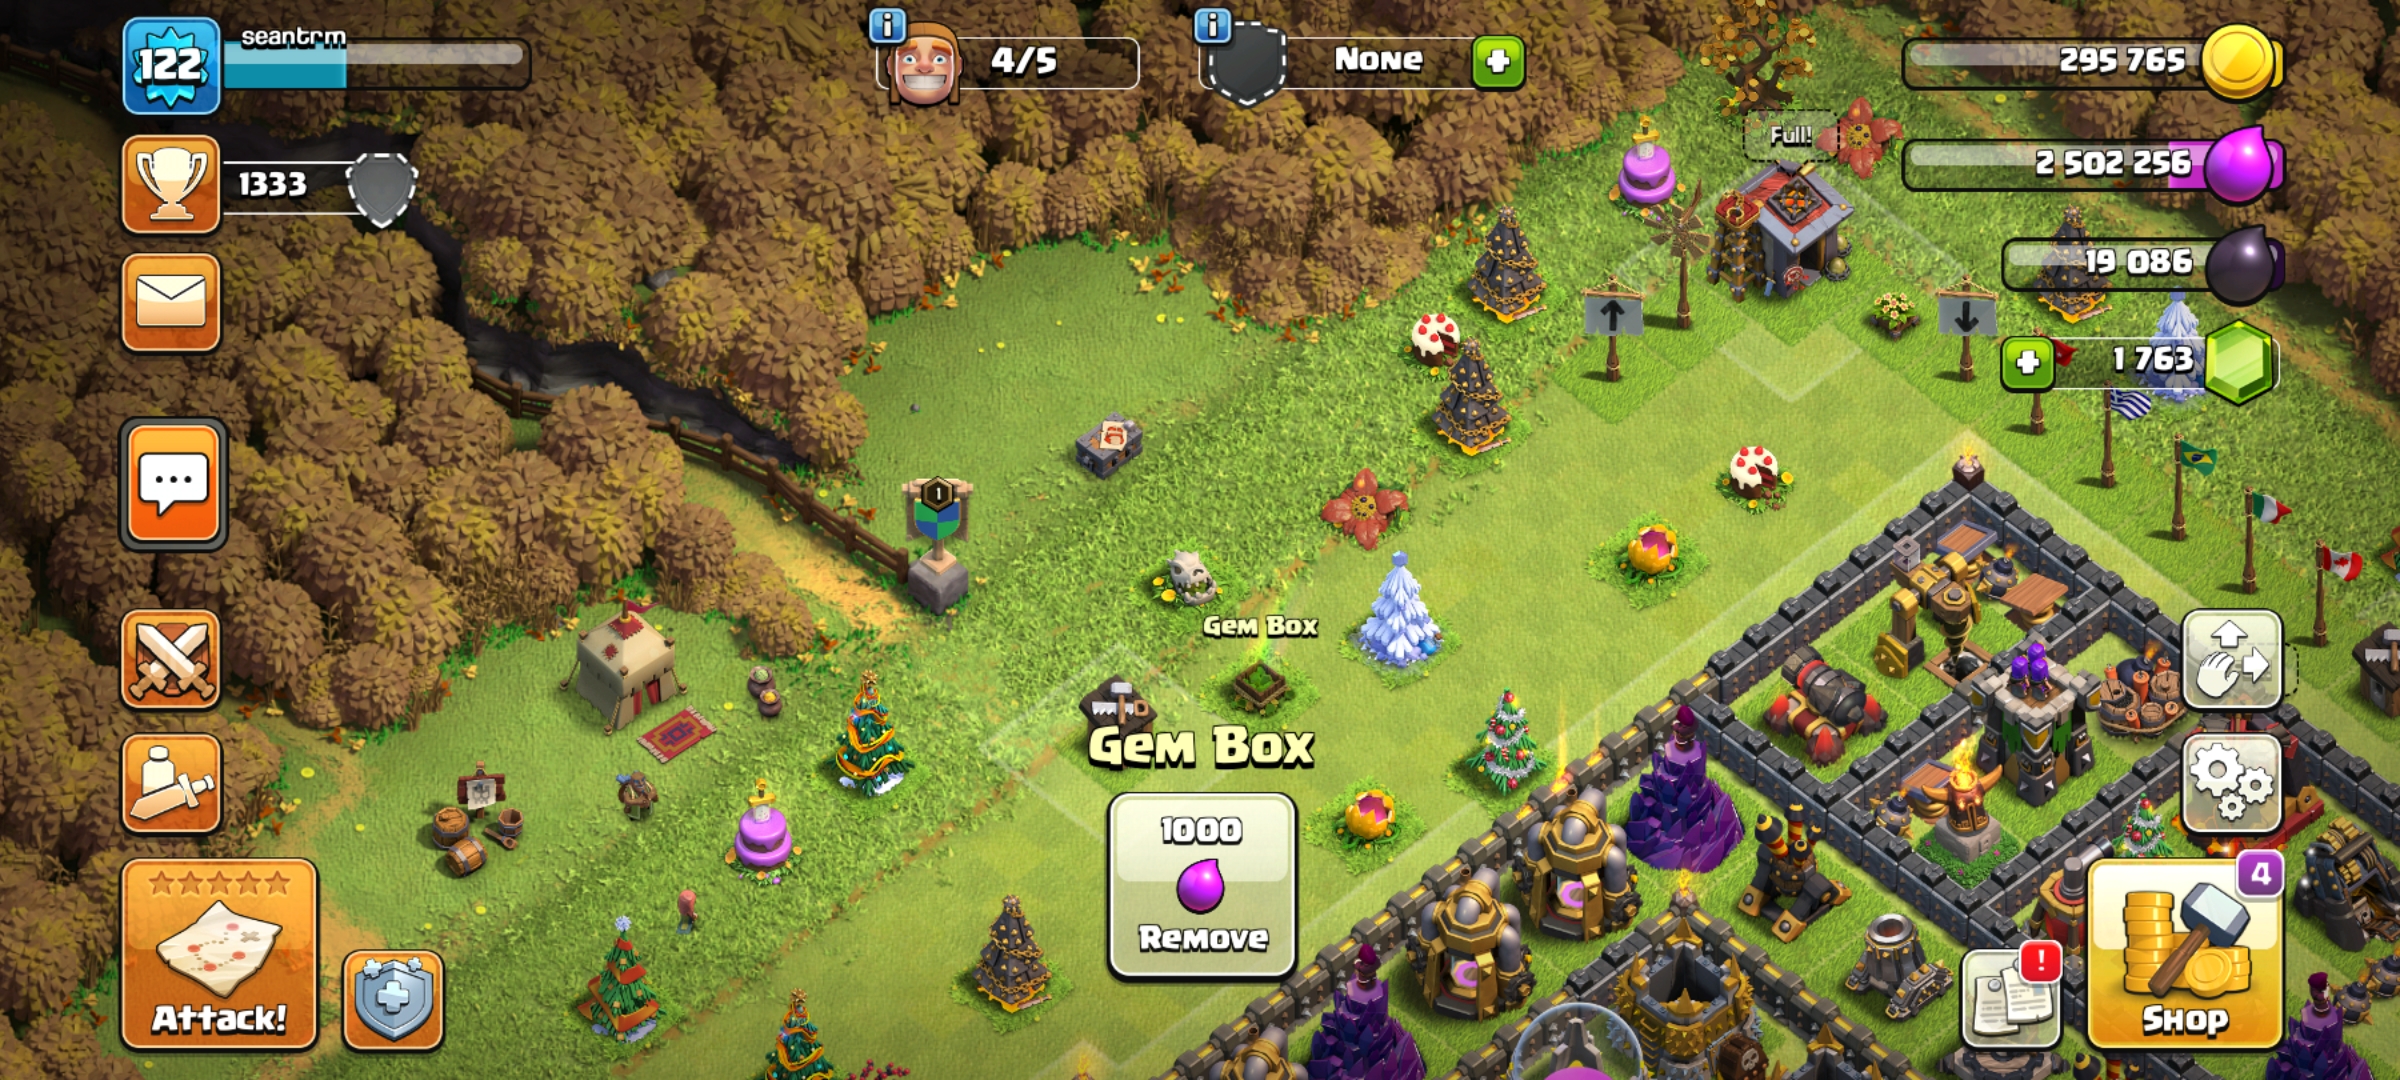 122
seantrm
4/5
None
295 765
1333
Full!
2 502 256
19 086
1 763
1
Gem Box
Gem Box
1000
Remove
4
Attack!
!
Shop